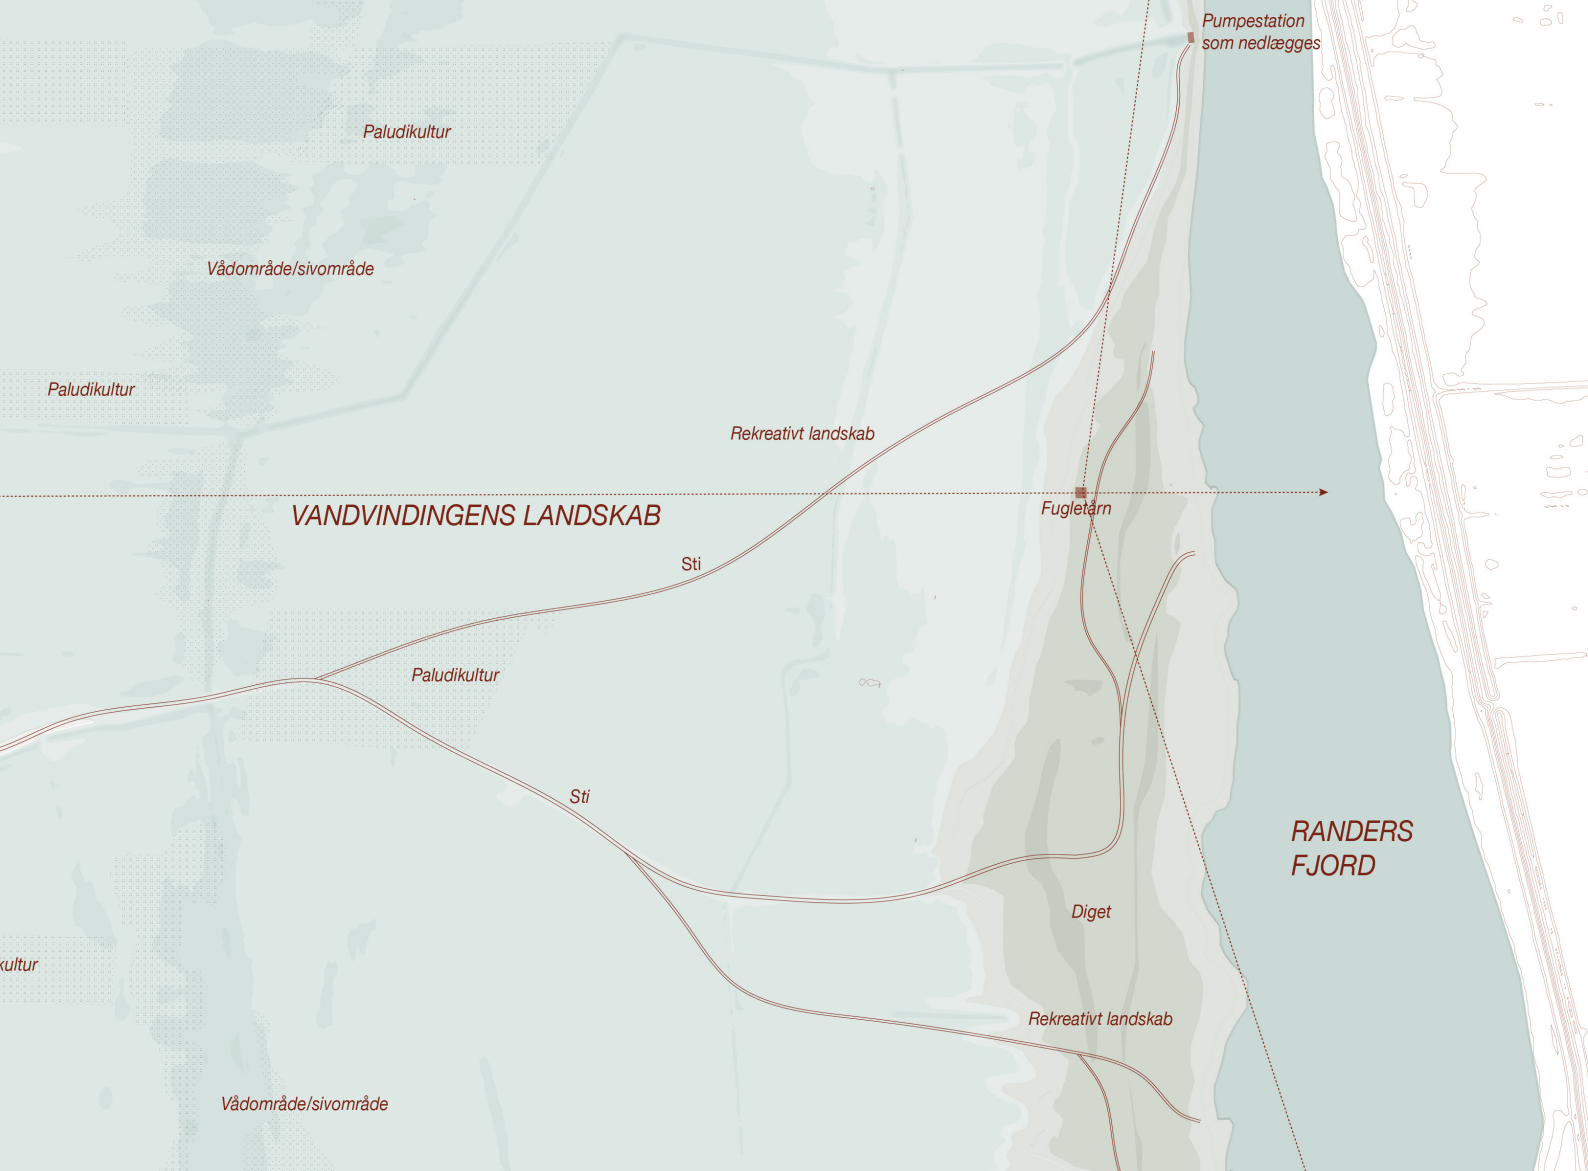 Pumpestation
som nedlægges
Paludikultur
Vådområde/sivområde
Paludikultur
Rekreativt landskab
VANDVINDINGENS LANDSKAB
Fugletårn
Sti
Paludikultur
Sti
RANDERS
FJORD
Diget
kultur
Rekreativt landskab
Vådområde/sivområde